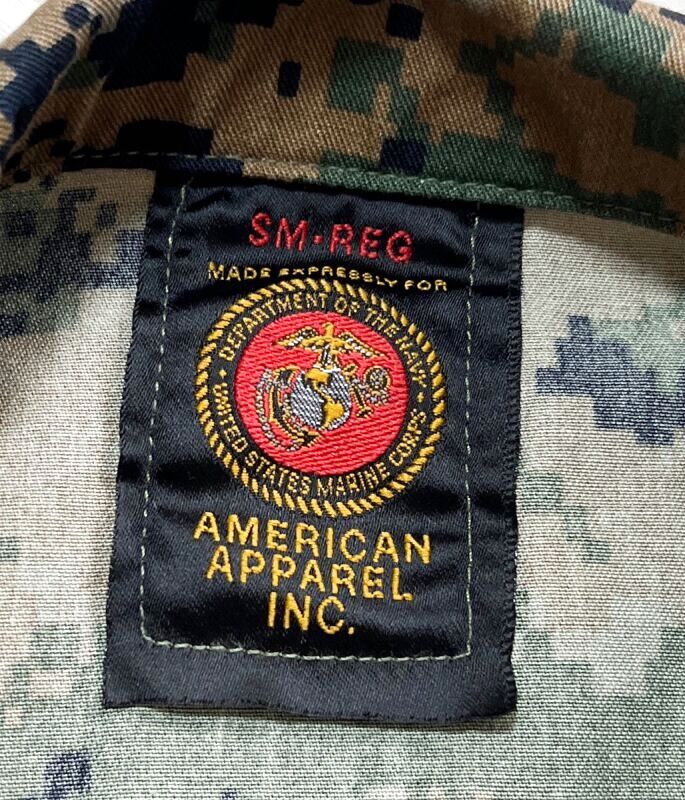 SM-REG
MADE EXPRESSLY FOR
DEPARTMENT OF THE NAVY
UNITED STATES MARINE CORPS
AMERICAN
APPAREL
INC.